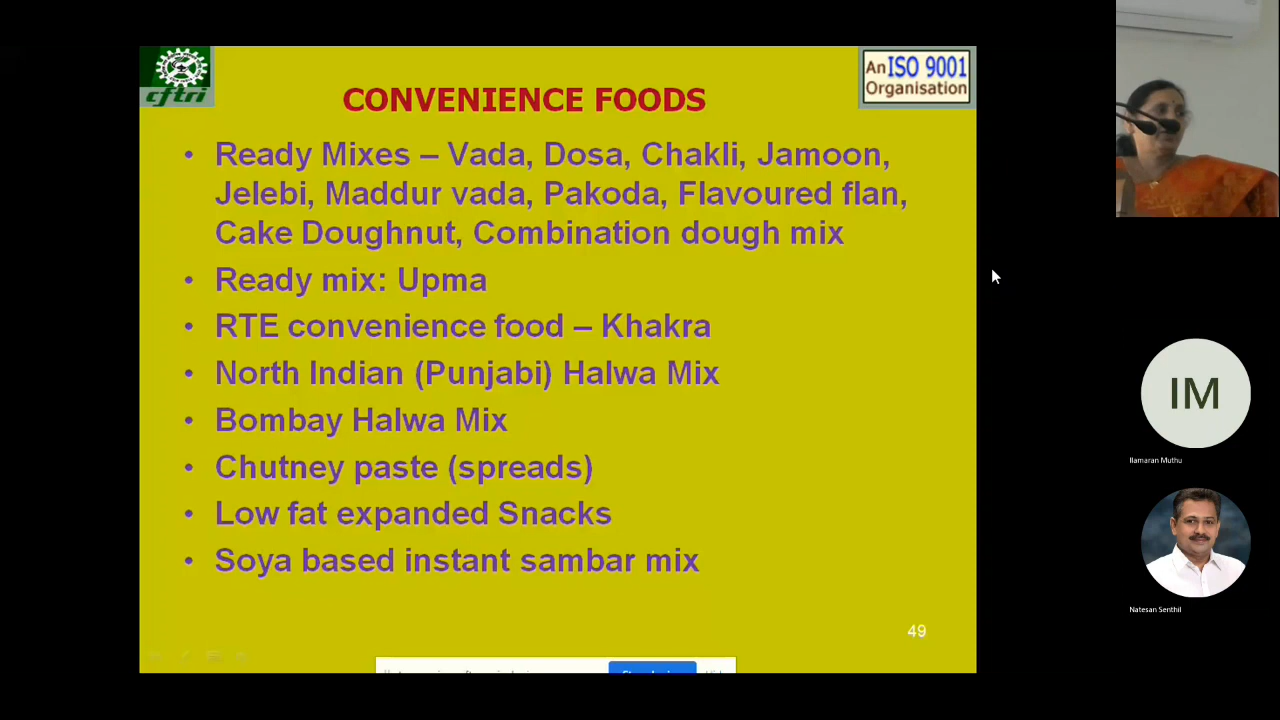 cftri
CONVENIENCE FOODS
An ISO 9001
Organisation
• Ready Mixes – Vada, Dosa, Chakli, Jamoon,
Jelebi, Maddur vada, Pakoda, Flavoured flan,
Cake Doughnut, Combination dough mix
• Ready mix: Upma
• RTE convenience food – Khakra
• North Indian (Punjabi) Halwa Mix
• Bombay Halwa Mix
• Chutney paste (spreads)
• Low fat expanded Snacks
• Soya based instant sambar mix
49
IM
Ilamaran Muthu
Natesan Senthil